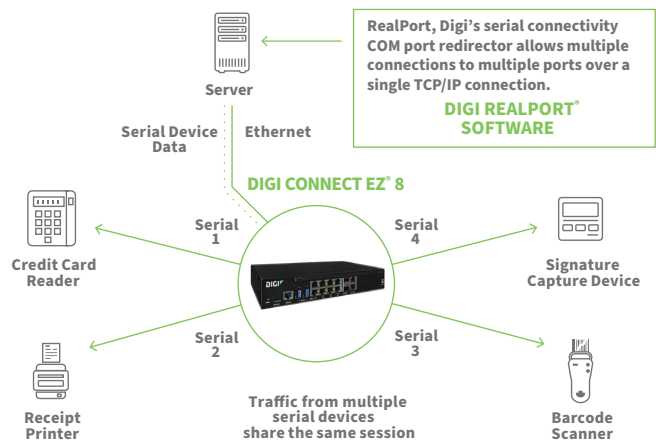 RealPort, Digi’s serial connectivity
COM port redirector allows multiple
connections to multiple ports over a
single TCP/IP connection.
DIGI REALPORT®
SOFTWARE
Server
Serial Device
Data
Ethernet
DIGI CONNECT EZ® 8
Serial
1
Serial
4
Credit Card
Reader
Signature
Capture Device
DIGI
Serial
2
Serial
3
Receipt
Printer
Traffic from multiple
serial devices
share the same session
Barcode
Scanner